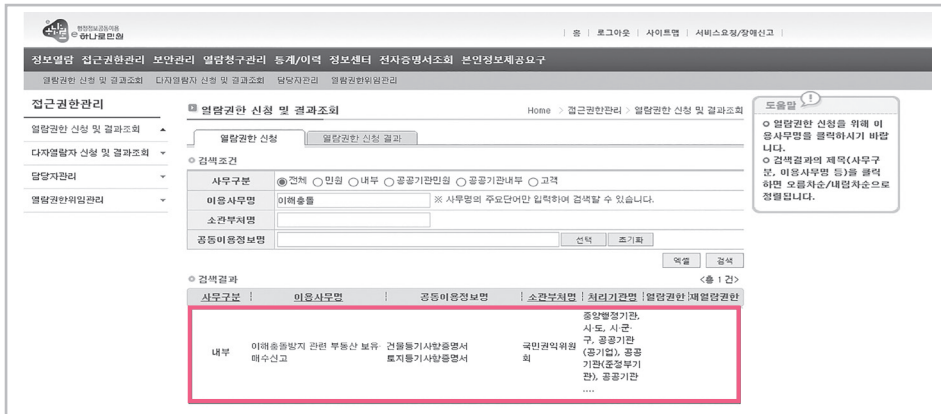 행정정보공동이용
e하나로민원
홈 | 로그아웃 | 사이트맵 | 서비스요청/장애신고 |
정보열람 접근권한관리 보안관리 열람청구관리 통계/이력 정보센터 전자증명서조회 본인정보제공요구
열람권한 신청 및 결과조회 다자열람자 신청 및 결과조회 담당자관리 열람권한위임관리
접근권한관리
열람권한 신청 및 결과조회
다자열람자 신청 및 결과조회
담당자관리
열람권한위임관리
열람권한 신청 및 결과조회
Home > 접근권한관리 > 열람권한 신청 및 결과조회
열람권한 신청 열람권한 신청 결과
검색조건
사무구분 전체 민원 내부 공공기관민원 공공기관내부 고객
이용사무명 이해충돌 ※ 사무명의 주요단어만 입력하여 검색할 수 있습니다.
소관부처명
공동이용정보명 선택 초기화
엑셀 검색
검색결과 <총 1 건>
사무구분 이용사무명 공동이용정보명 소관부처명 처리기관명 열람권한 재열람권한
내부
이해충돌방지 관련 부동산 보유·
매수신고
건물등기사항증명서
토지등기사항증명서
국민권익위원
회
중앙행정기관,
시·도, 시·군·
구, 공공기관
(공기업), 공공
기관(준정부기
관), 공공기관
....
도움말
열람권한 신청을 위해 이
용사무명을 클릭하시기 바랍
니다.
검색결과의 제목(사무구
분, 이용사무명 등)을 클릭
하면 오름차순/내림차순으로
정렬됩니다.